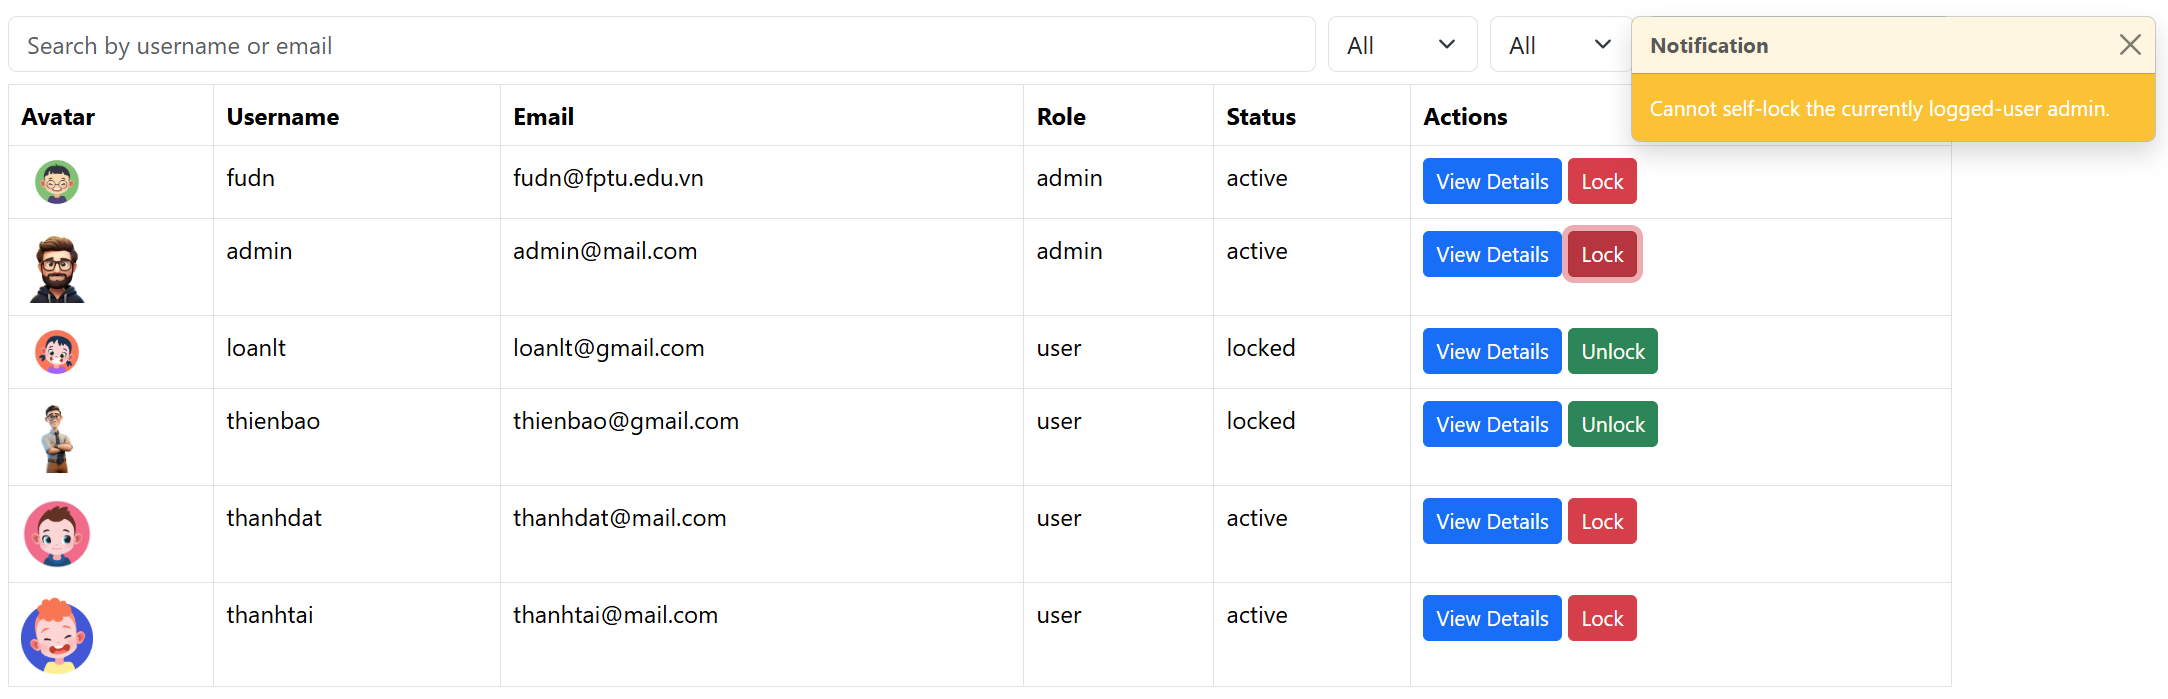 Search by username or email
All
All
Notification
Cannot self-lock the currently logged-user admin.
Avatar Username Email Role Status Actions
fudn fudn@fptu.edu.vn admin active View Details Lock
admin admin@mail.com admin active View Details Lock
loanlt loanlt@gmail.com user locked View Details Unlock
thienbao thienbao@gmail.com user locked View Details Unlock
thanhdat thanhdat@mail.com user active View Details Lock
thanhtai thanhtai@mail.com user active View Details Lock